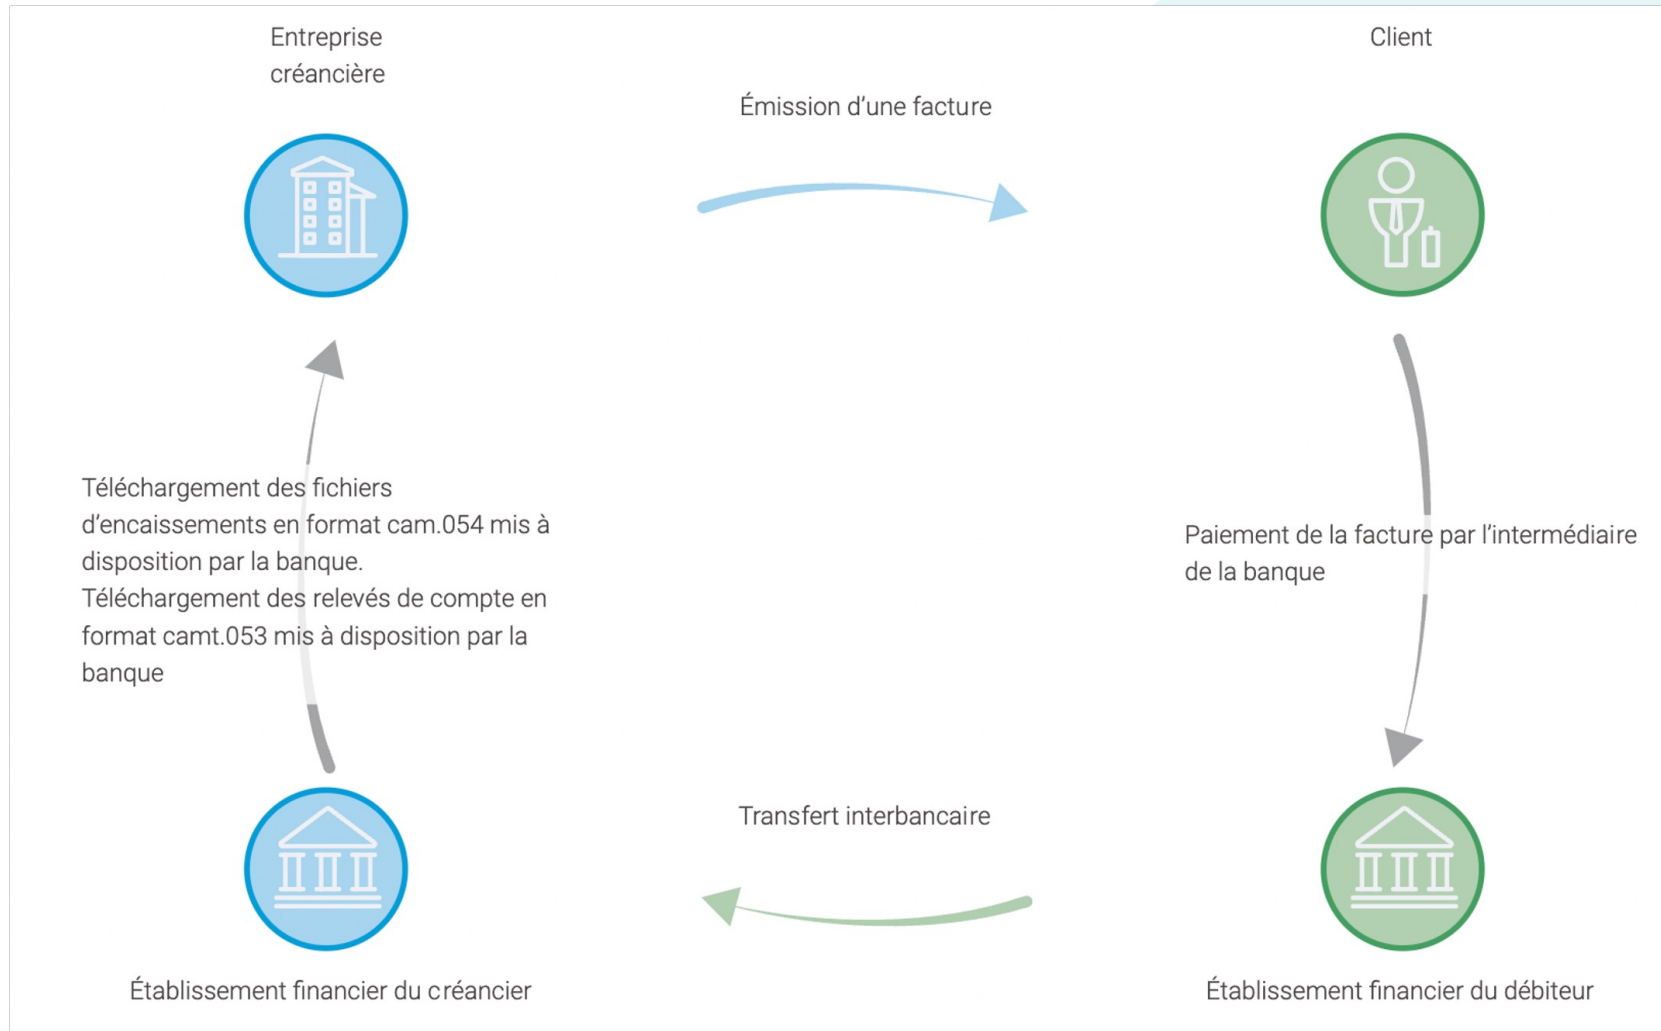 Entreprise
créancière
Client
Émission d’une facture
Téléchargement des fichiers
d’encaissements en format cam.054 mis à
disposition par la banque.
Téléchargement des relevés de compte en
format camt.053 mis à disposition par la
banque
Paiement de la facture par l’intermédiaire
de la banque
Transfert interbancaire
Établissement financier du créancier
Établissement financier du débiteur